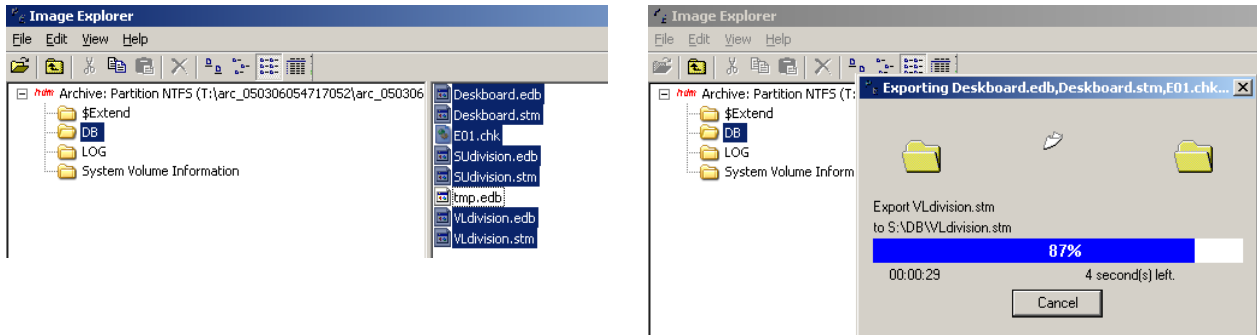 Image Explorer
File Edit View Help
hdm Archive: Partition NTFS (T:\arc_050306054717052\arc_050306
$Extend
DB
LOG
System Volume Information
Deskboard.edb
Deskboard.stm
E01.chk
SUdivision.edb
SUdivision.stm
tmp.edb
VLdivision.edb
VLdivision.stm
Image Explorer
File Edit View Help
hdm Archive: Partition NTFS (T:
$Extend
DB
LOG
System Volume Inform
Exporting Deskboard.edb,Deskboard.stm,E01.chk...
Export VLdivision.stm
to S:\DB\VLdivision.stm
87%
00:00:29 4 second(s) left.
Cancel